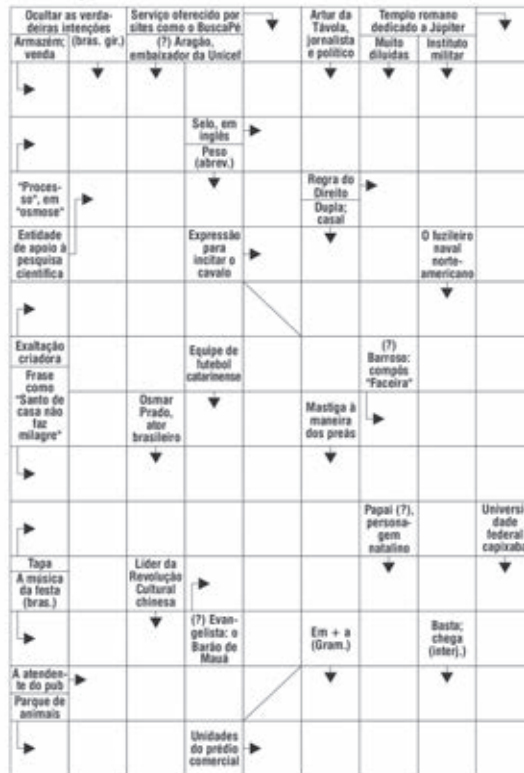 Ocultar as verda-
deiras intenções
(bras. gír.)
Armazém;
venda
Serviço oferecido por
sites como o BuscaPé
(?) Aragão,
embaixador da Unicef
Artur da
Távola,
jornalista
e político
Templo romano
dedicado a Júpiter
Muito
diluídas
Instituto
militar
Selo, em
inglês
Peso
(abrev.)
"Proces-
so", em
"osmose"
Regra do
Direito
Dupla;
casal
Entidade
de apoio à
pesquisa
científica
Expressão
para
incitar o
cavalo
O fuzileiro
naval
norte-
americano
Exaltação
criadora
Frase
como
"Santo de
casa não
faz
milagre"
Equipe de
futebol
catarinense
(?)
Barroso:
compôs
"Faceira"
Osmar
Prado,
ator
brasileiro
Mastiga à
maneira
dos preás
Papai (?),
persona-
gem
natalino
Universi-
dade
federal
capixaba
Tapa
A música
da festa
(bras.)
Líder da
Revolução
Cultural
chinesa
(?) Evan-
gelista: o
Barão de
Mauá
Em + a
(Gram.)
Basta;
chega
(interj.)
A atenden-
te do pub
Parque de
animais
Unidades
do prédio
comercial